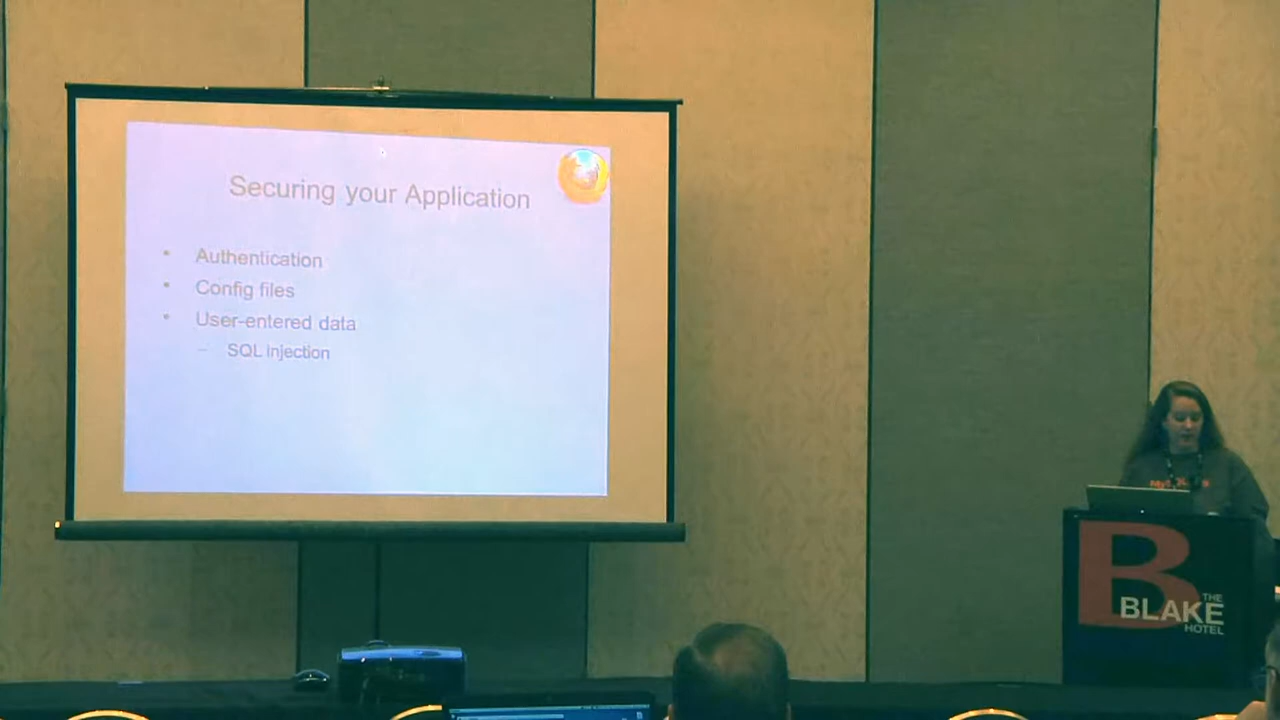 Securing your Application
• Authentication
• Config files
• User-entered data
– SQL injection
B
THE
BLAKE
HOTEL